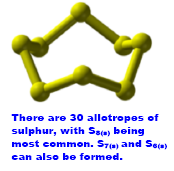 There are 30 allotropes of
sulphur, with S8(s) being
most common. S7(s) and S6(s)
can also be formed.